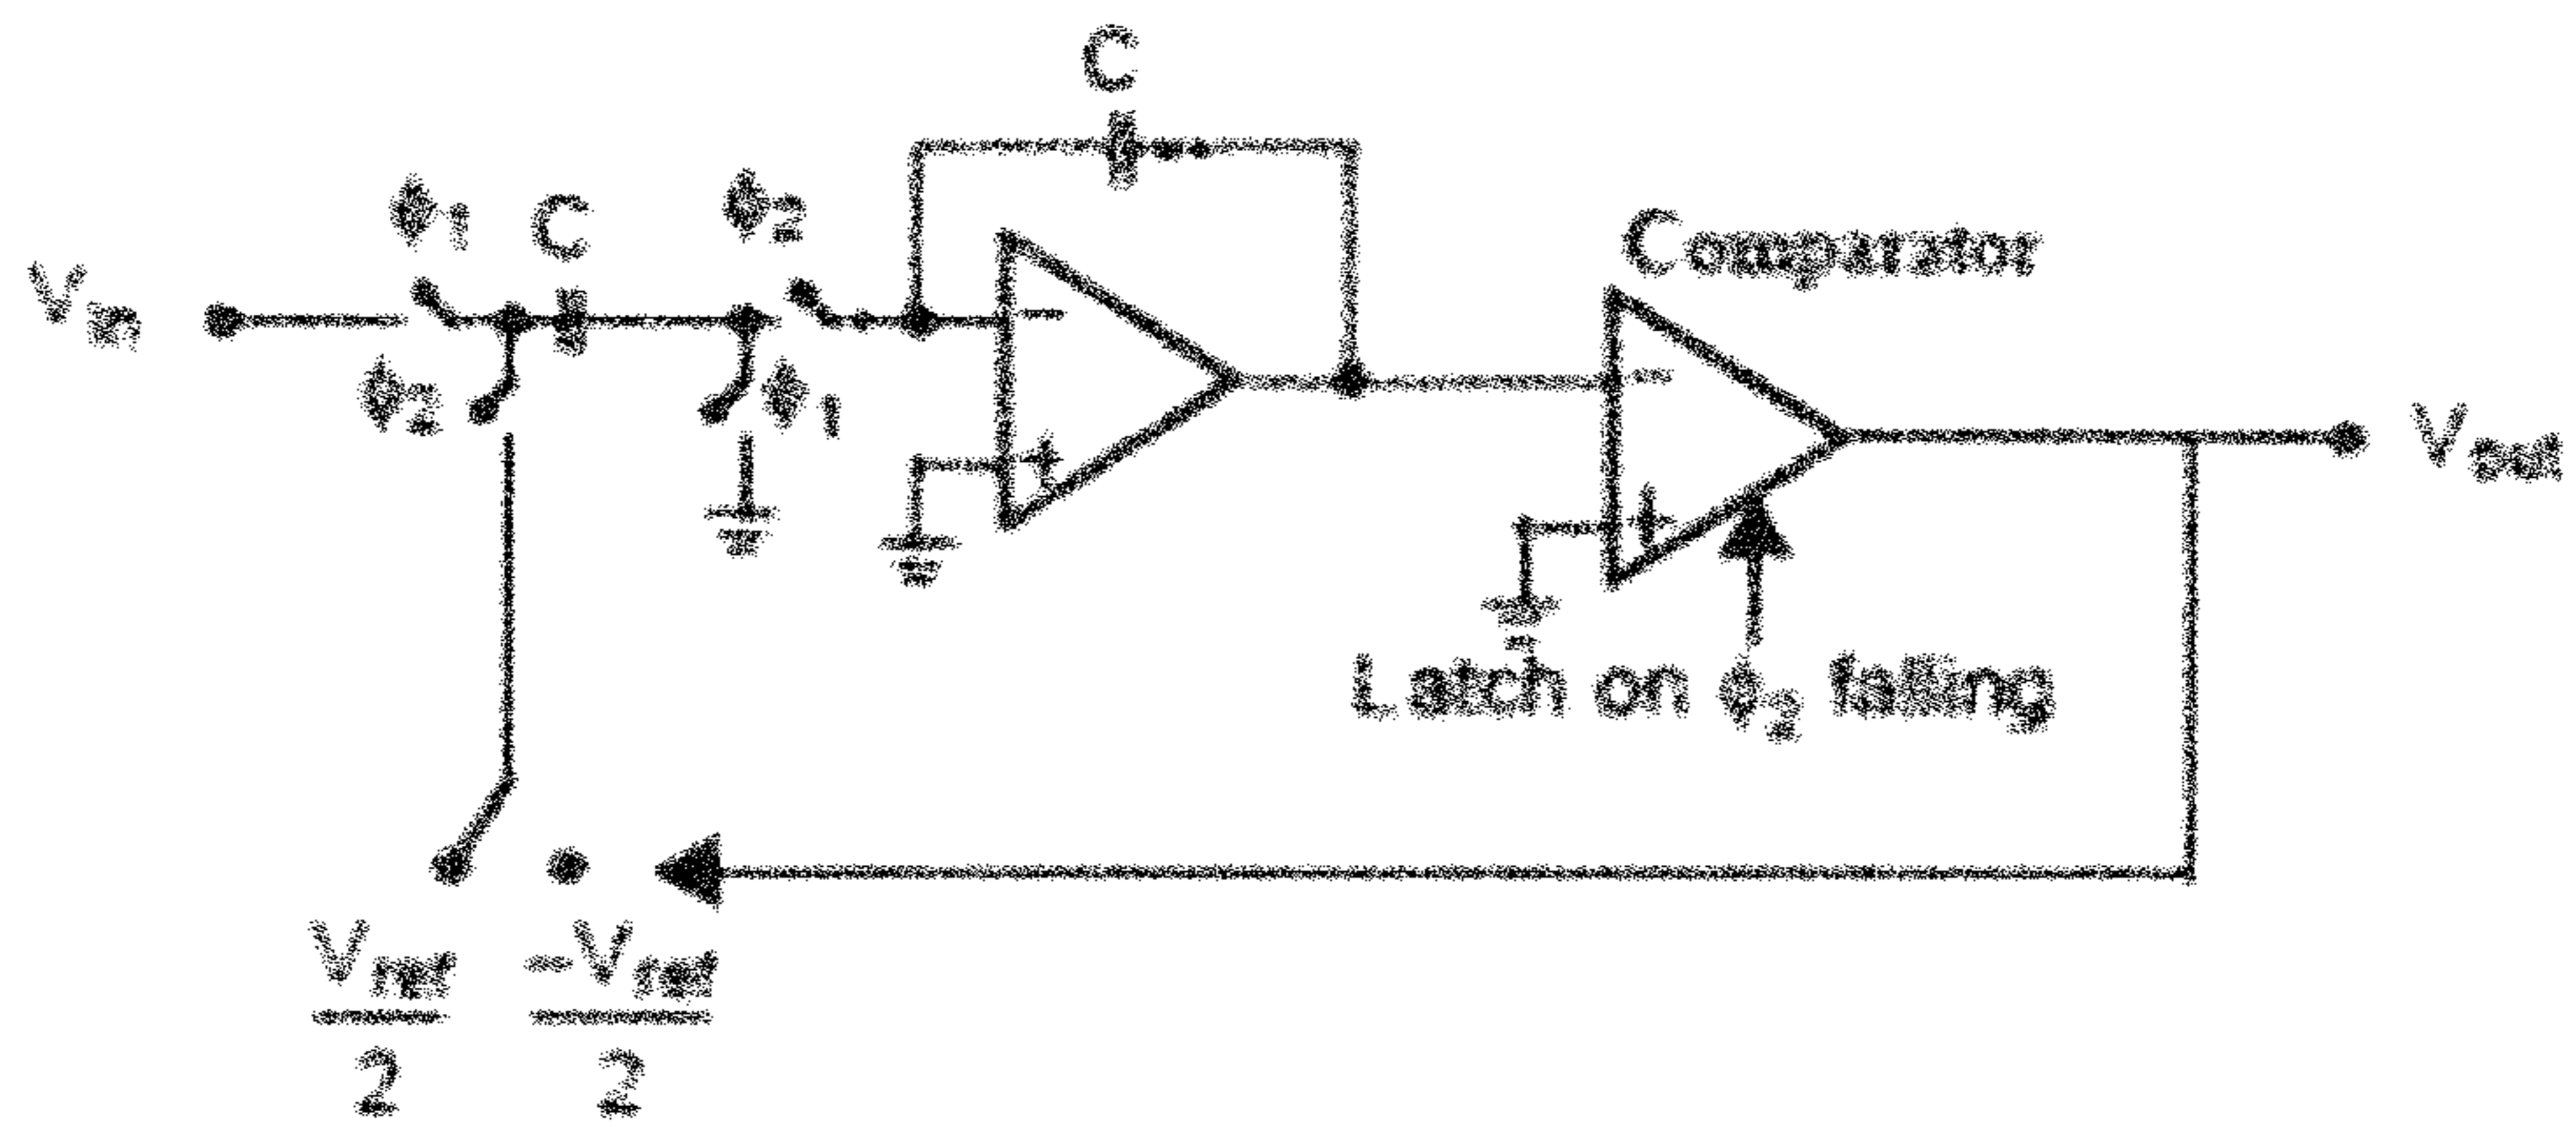 C
ϕ1 C ϕ2
Vin
Comparator
ϕ2
ϕ1
−
+
−
+
Vout
Latch on ϕ2 falling
Vref −Vref
2 2